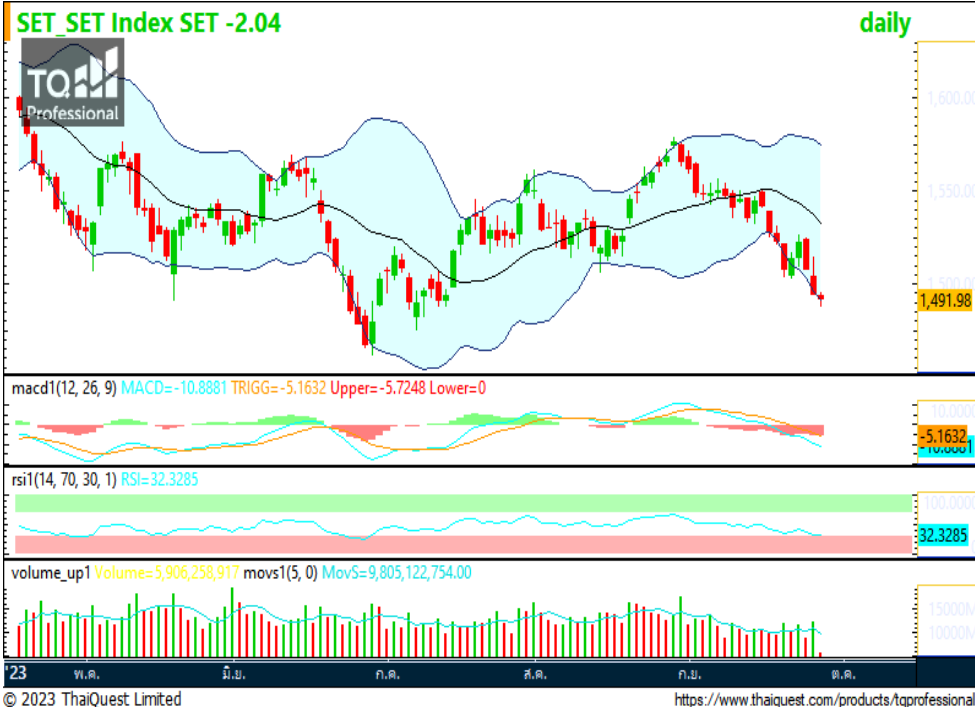 SET_SET Index SET -2.04 daily
TQ
Professional
1,600.00
1,550.00
1,500.00
1,491.98
macd1(12, 26, 9) MACD=-10.8881 TRIGG=-5.1632 Upper=-5.7248 Lower=0
10.0000
-5.1632
-10.8881
rsi1(14, 70, 30, 1) RSI=32.3285
100.0000
32.3285
volume_up1 Volume=5,906,258,917 movs1(5, 0) MovS=9,805,122,754.00
15000M
10000M
'23 พ.ค. มิ.ย. ก.ค. ส.ค. ก.ย. ต.ค.
© 2023 ThaiQuest Limited https://www.thaiquest.com/products/tqprofessional